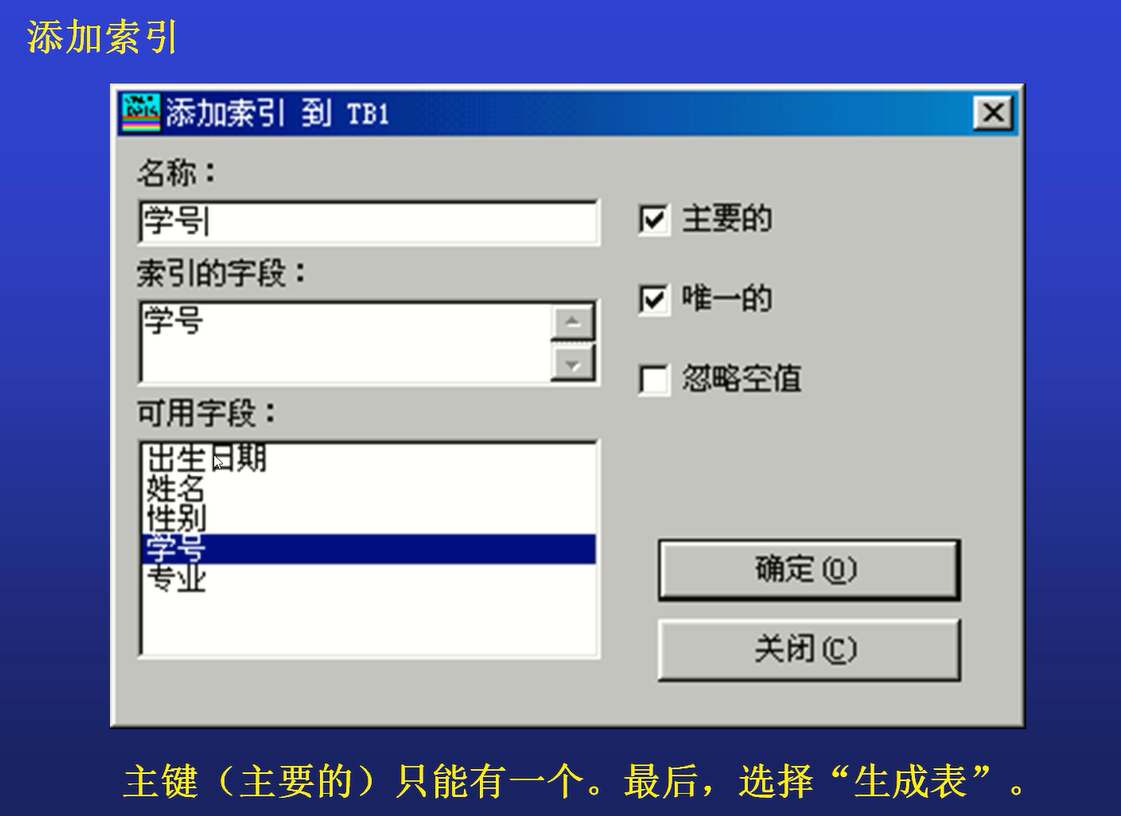 添加索引
添加索引 到 TB1
名称：
学号
主要的
索引的字段：
唯一的
学号
忽略空值
可用字段：
出生日期
姓名
性别
学号
专业
确定(O)
关闭(C)
主键（主要的）只能有一个。最后，选择“生成表”。